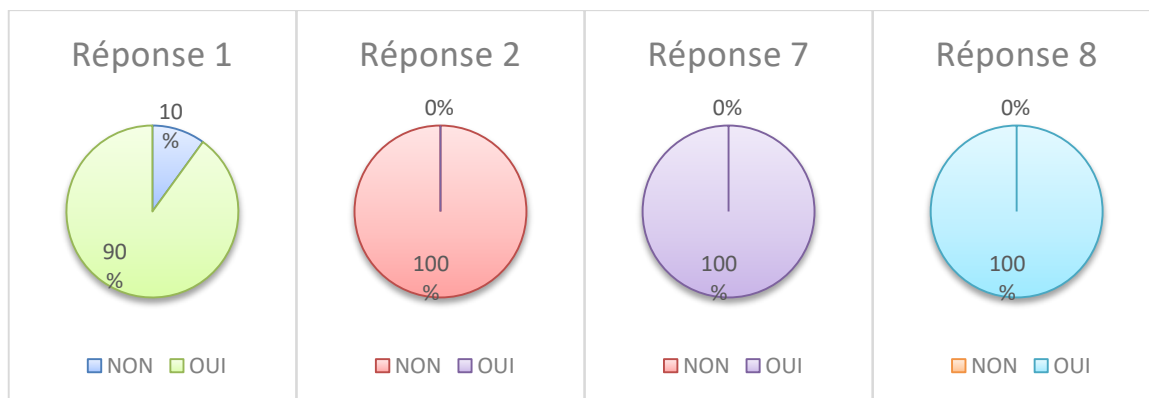 Réponse 1
10
%
90
%
NON OUI
Réponse 2
0%
100
%
NON OUI
Réponse 7
0%
100
%
NON OUI
Réponse 8
0%
100
%
NON OUI